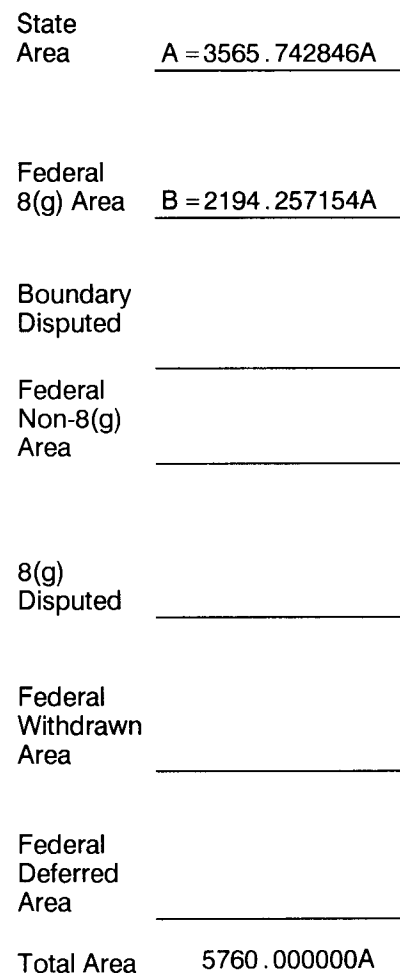 State
Area A =3565.742846A
Federal
8(g) Area B =2194.257154A
Boundary
Disputed
Federal
Non-8(g)
Area
8(g)
Disputed
Federal
Withdrawn
Area
Federal
Deferred
Area
Total Area 5760.000000A